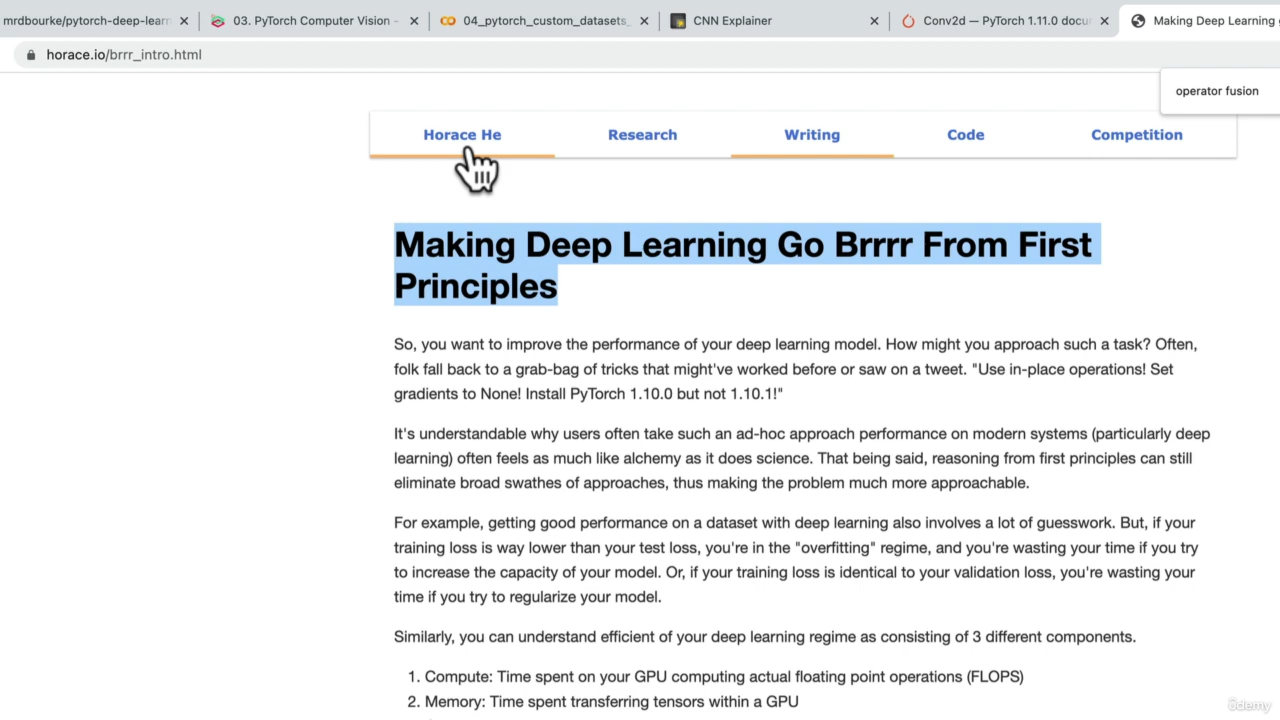 mrdbourke/pytorch-deep-learn
03. PyTorch Computer Vision -
04_pytorch_custom_datasets_
CNN Explainer
Conv2d — PyTorch 1.11.0 docu
Making Deep Learning
horace.io/brrr_intro.html
operator fusion
Horace He
Research
Writing
Code
Competition
Making Deep Learning Go Brrrr From First
Principles
So, you want to improve the performance of your deep learning model. How might you approach such a task? Often,
folk fall back to a grab-bag of tricks that might've worked before or saw on a tweet. "Use in-place operations! Set
gradients to None! Install PyTorch 1.10.0 but not 1.10.1!"
It's understandable why users often take such an ad-hoc approach performance on modern systems (particularly deep
learning) often feels as much like alchemy as it does science. That being said, reasoning from first principles can still
eliminate broad swathes of approaches, thus making the problem much more approachable.
For example, getting good performance on a dataset with deep learning also involves a lot of guesswork. But, if your
training loss is way lower than your test loss, you're in the "overfitting" regime, and you're wasting your time if you try
to increase the capacity of your model. Or, if your training loss is identical to your validation loss, you're wasting your
time if you try to regularize your model.
Similarly, you can understand efficient of your deep learning regime as consisting of 3 different components.
1. Compute: Time spent on your GPU computing actual floating point operations (FLOPS)
2. Memory: Time spent transferring tensors within a GPU
ûdemy